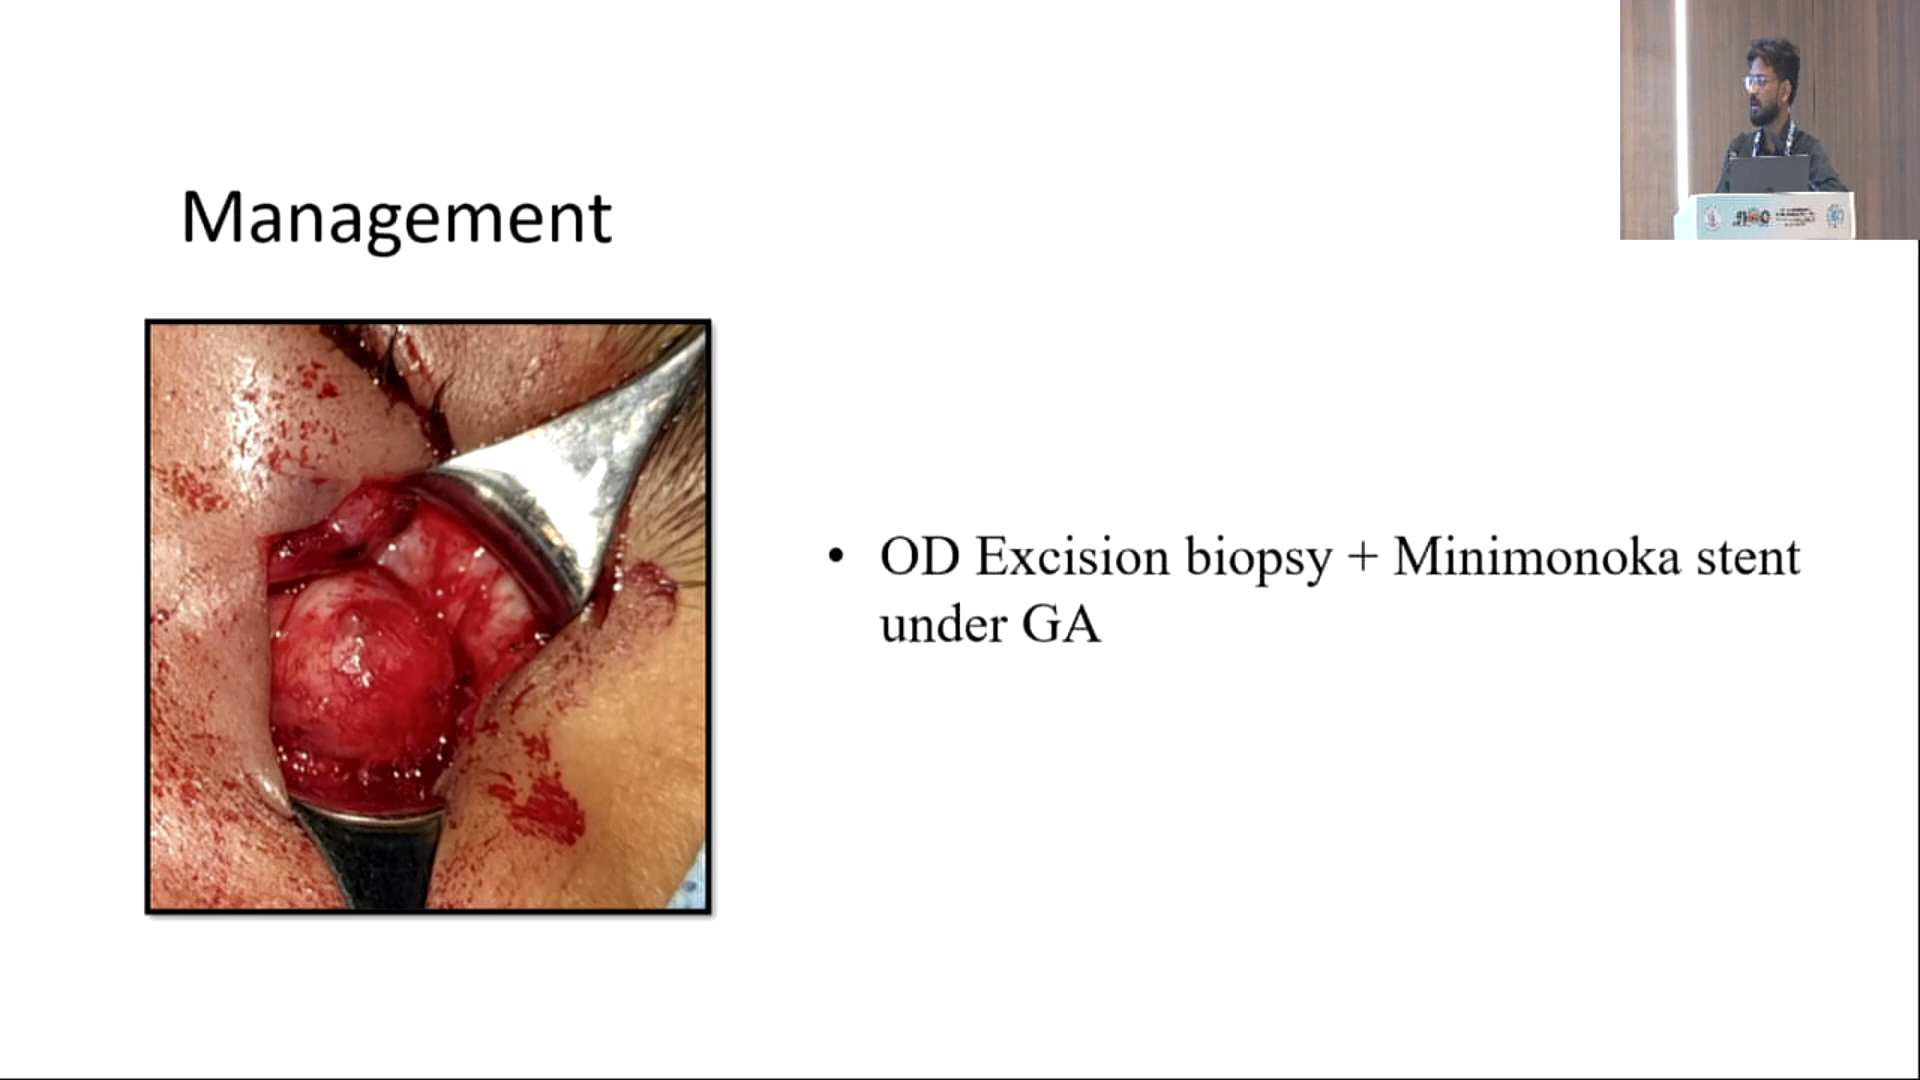 Management
• OD Excision biopsy + Minimonoka stent
under GA